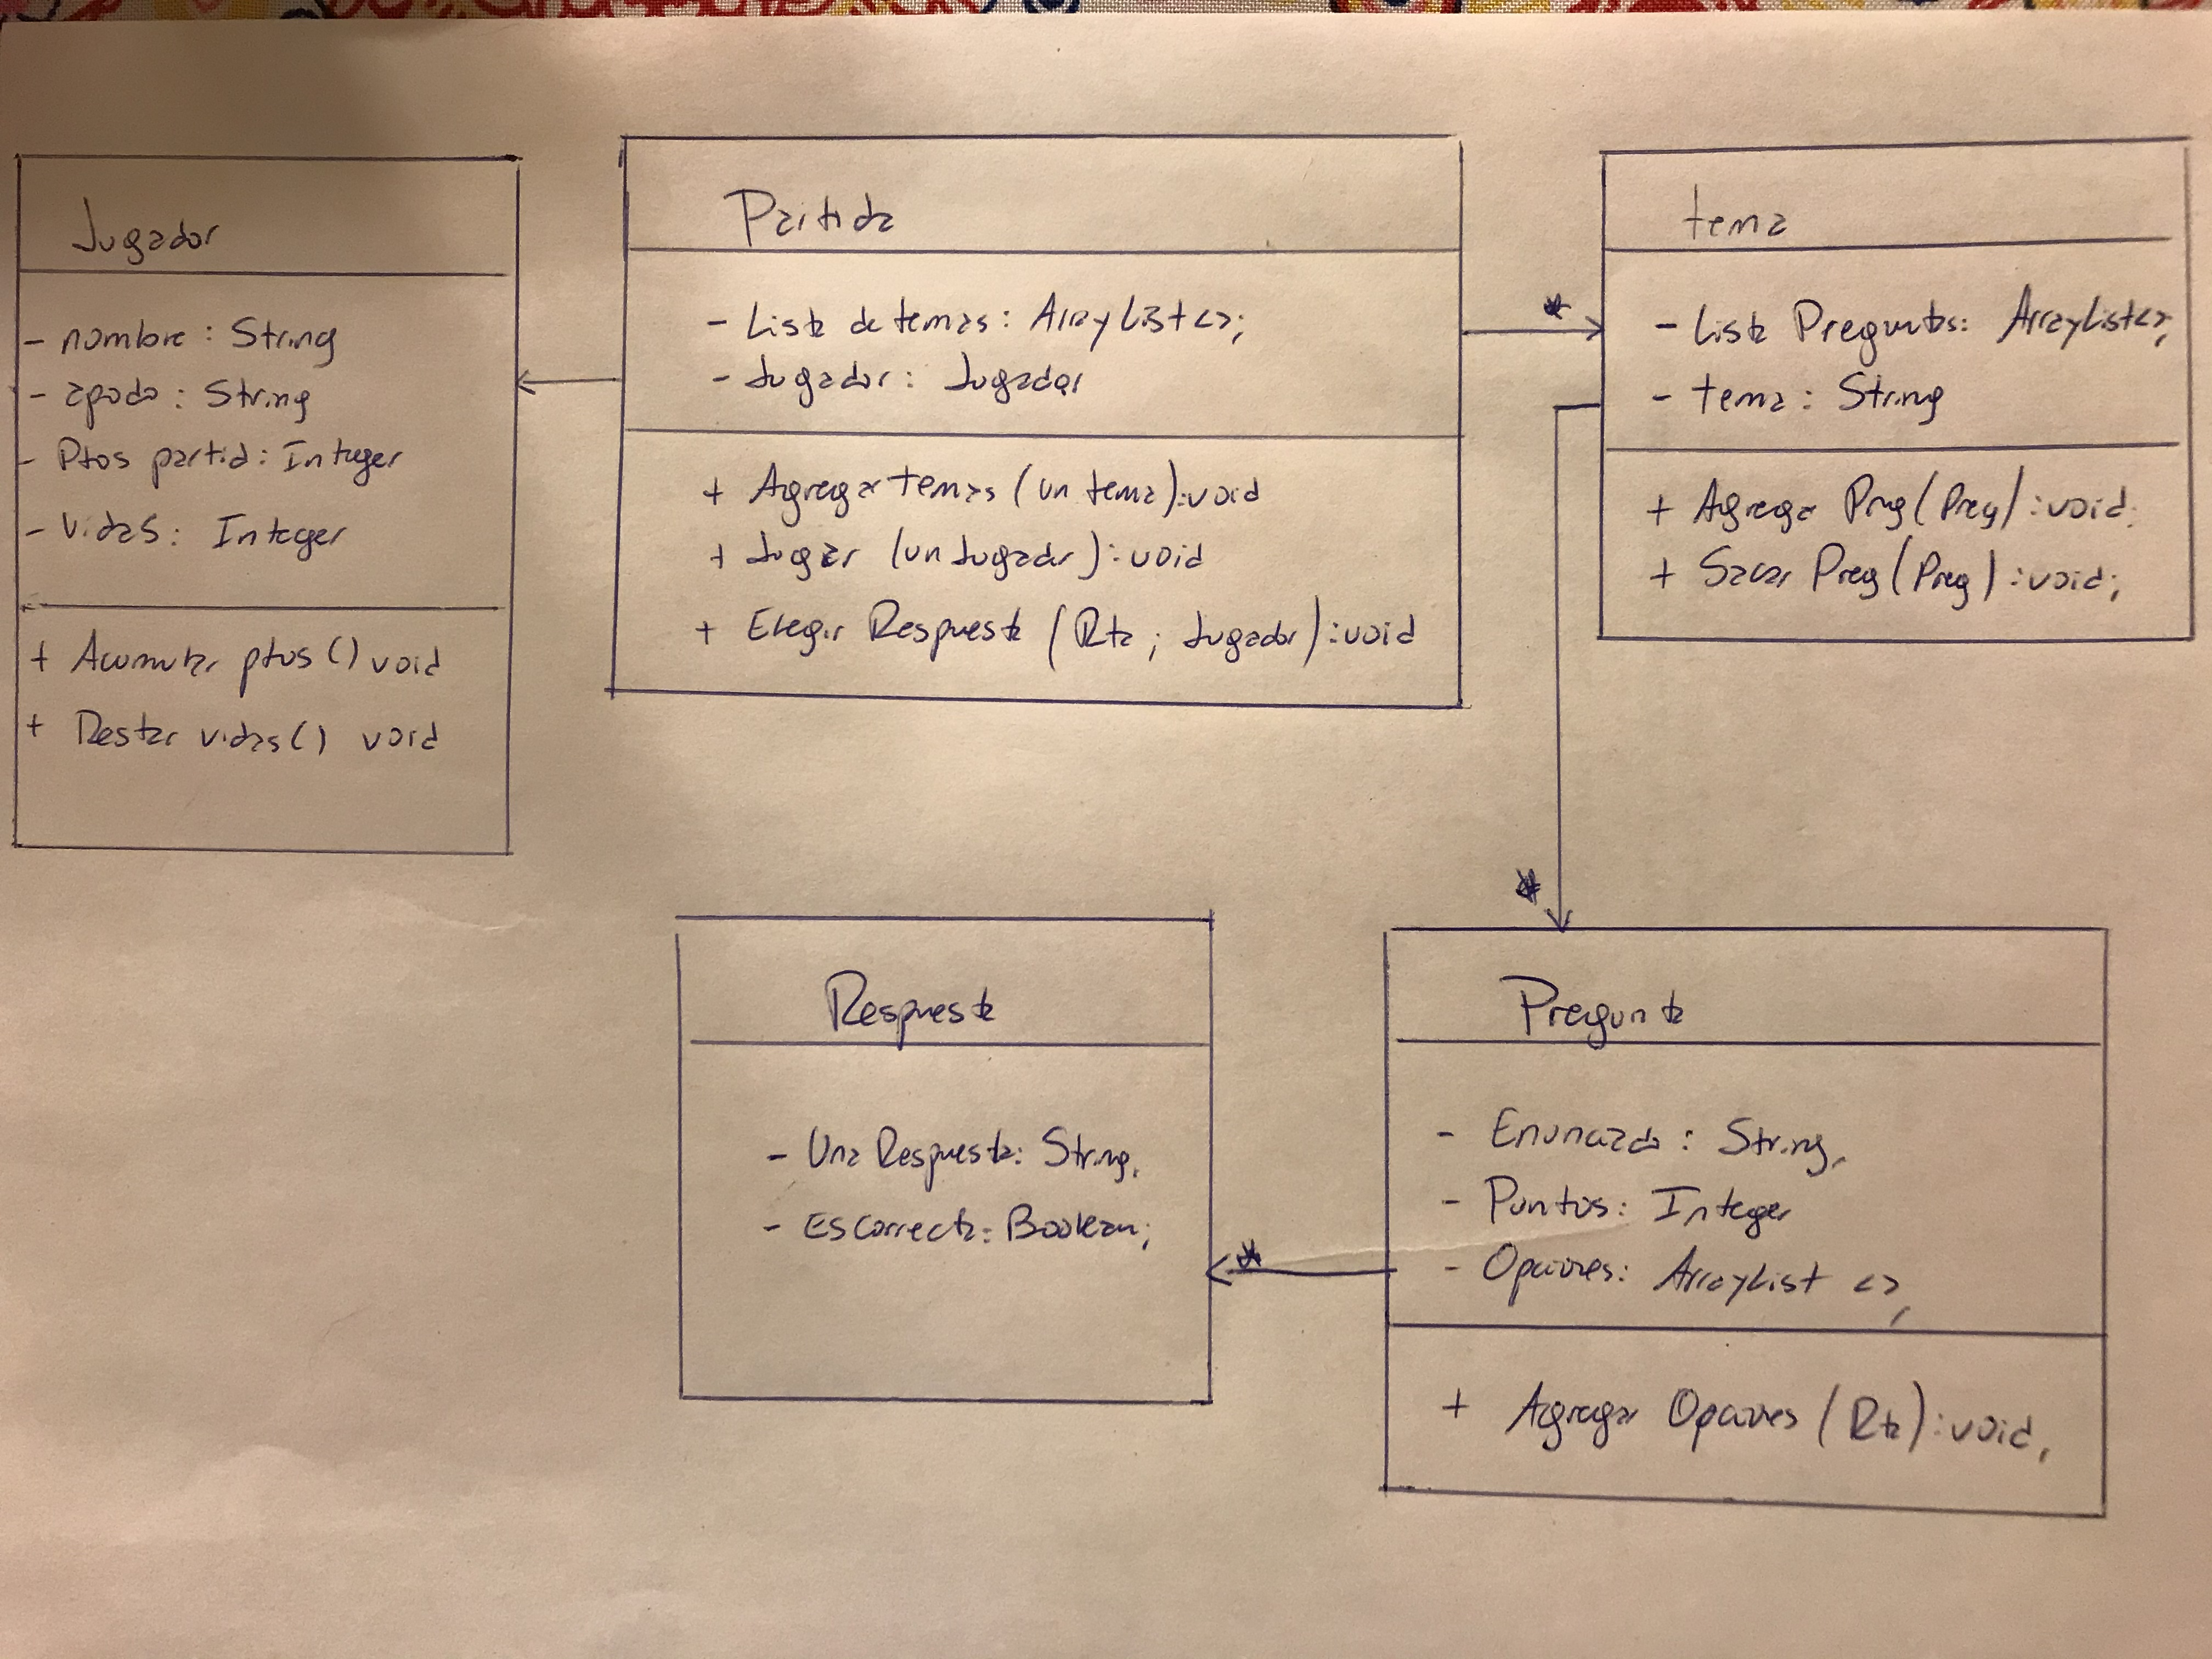 Jugador
- nombre : String
- apodo : String
- Ptos partid : Integer
- Vidas : Integer
+ Acumular ptos () void
+ Restar vidas () void
Partida
- Lista de temas : ArrayList <>;
- Jugador : Jugador
+ Agregar temas (un tema) : void
+ Jugar (un Jugador) : void
+ Elegir Respuesta (Rta ; Jugador) : void
tema
- Lista Preguntas : ArrayList<>;
- tema : String
+ Agregar Preg (Preg) : void;
+ Sacar Preg (Preg) : void;
*
*
Respuesta
- Una Respuesta : String,
- Es Correcta : Boolean;
*
Pregunta
- Enunciado : String,
- Puntos : Integer
- Opciones : ArrayList <>,
+ Agregar Opciones (Rta) : void,